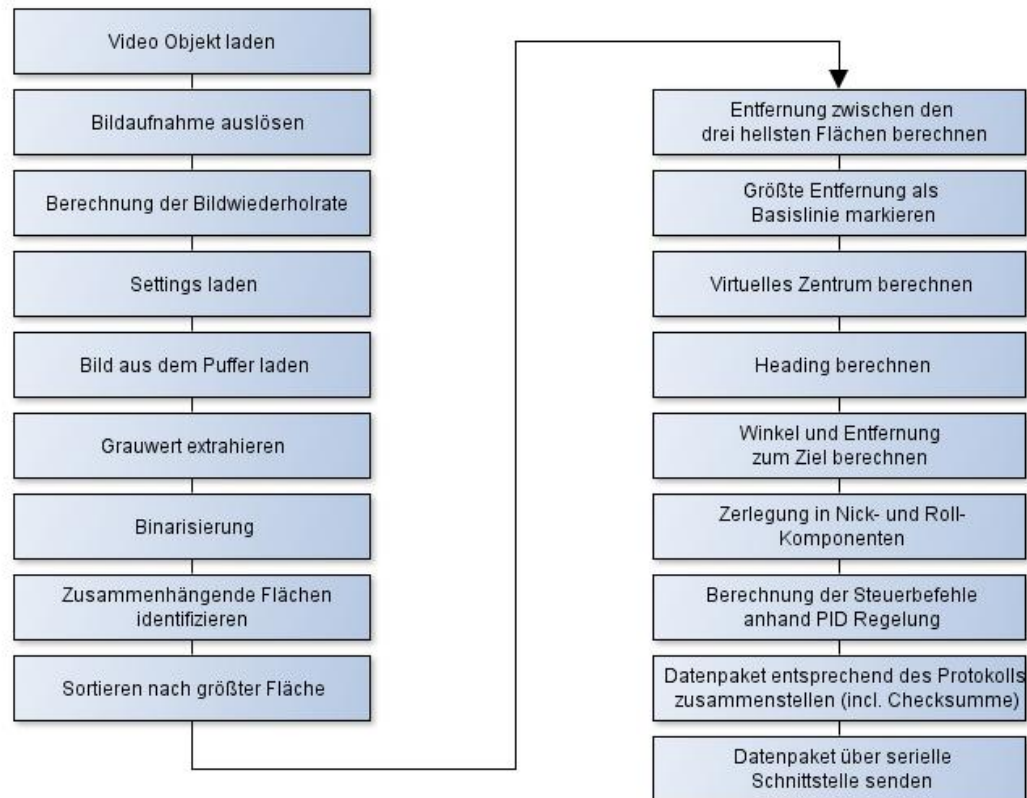 Video Objekt laden
Bildaufnahme auslösen
Berechnung der Bildwiederholrate
Settings laden
Bild aus dem Puffer laden
Grauwert extrahieren
Binarisierung
Zusammenhängende Flächen
identifizieren
Sortieren nach größter Fläche
Entfernung zwischen den
drei hellsten Flächen berechnen
Größte Entfernung als
Basislinie markieren
Virtuelles Zentrum berechnen
Heading berechnen
Winkel und Entfernung
zum Ziel berechnen
Zerlegung in Nick- und Roll-
Komponenten
Berechnung der Steuerbefehle
anhand PID Regelung
Datenpaket entsprechend des Protokolls
zusammenstellen (incl. Checksumme)
Datenpaket über serielle
Schnittstelle senden